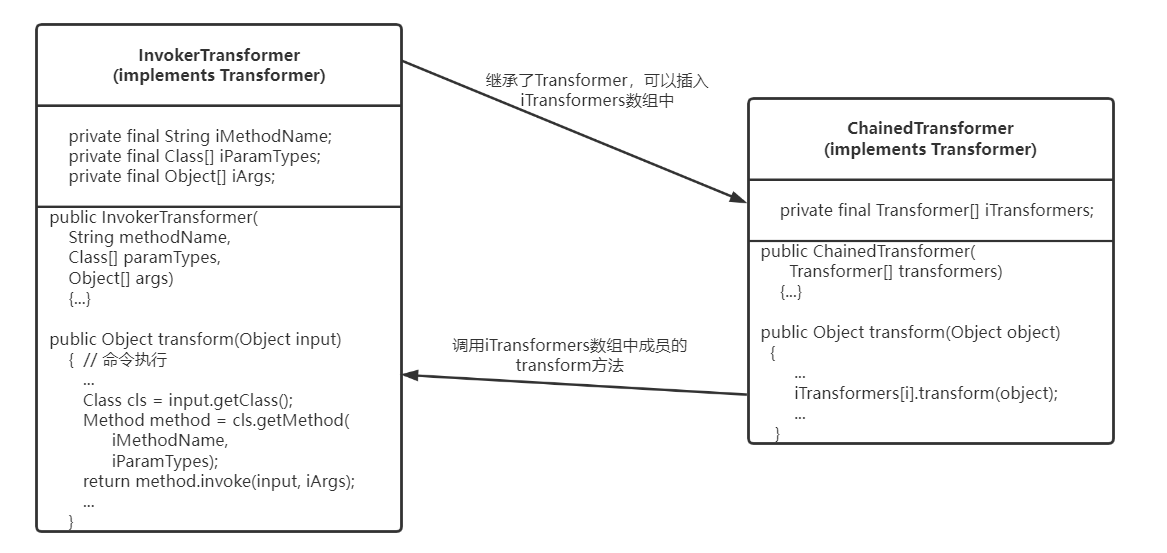 InvokerTransformer
(implements Transformer)
private final String iMethodName;
private final Class[] iParamTypes;
private final Object[] iArgs;
public InvokerTransformer(
String methodName,
Class[] paramTypes,
Object[] args)
{...}
public Object transform(Object input)
{ // 命令执行
...
Class cls = input.getClass();
Method method = cls.getMethod(
iMethodName,
iParamTypes);
return method.invoke(input, iArgs);
...
}
继承了Transformer，可以插入
iTransformers数组中
调用iTransformers数组中成员的
transform方法
ChainedTransformer
(implements Transformer)
private final Transformer[] iTransformers;
public ChainedTransformer(
Transformer[] transformers)
{...}
public Object transform(Object object)
{
...
iTransformers[i].transform(object);
...
}